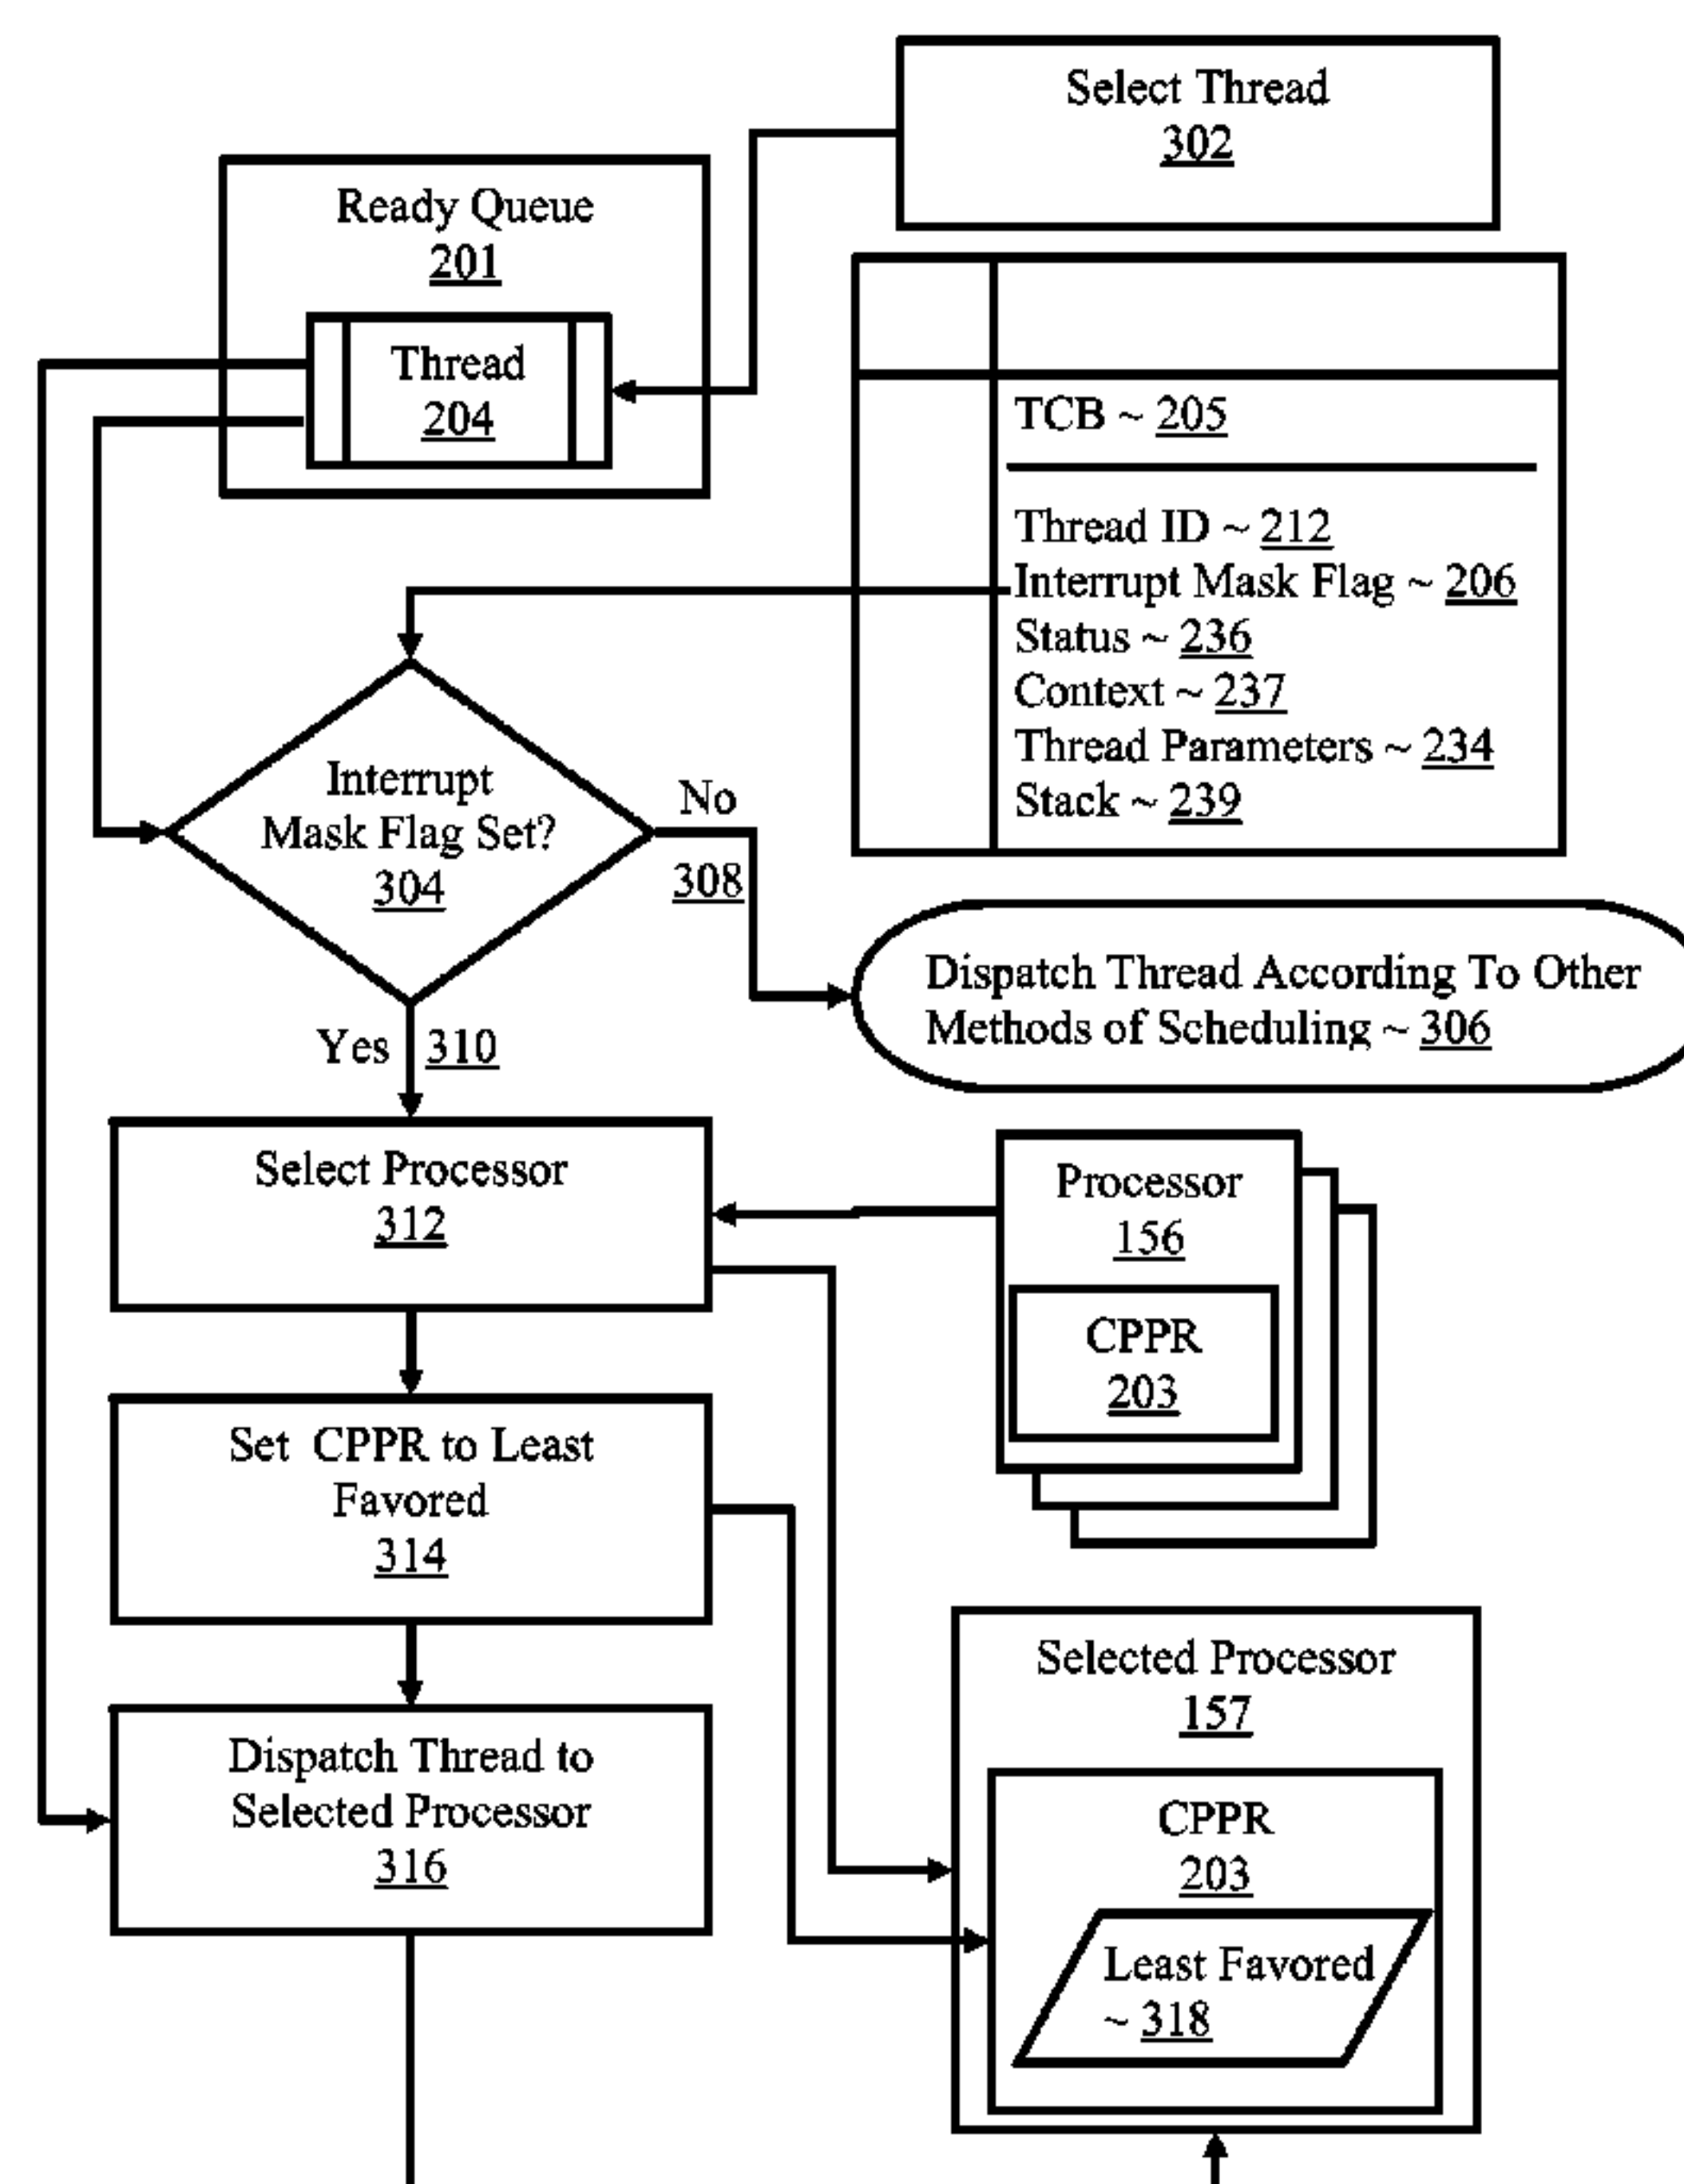 Select Thread
302
Ready Queue
201
Thread
204
TCB ~ 205
Thread ID ~ 212
Interrupt Mask Flag ~ 206
Status ~ 236
Context ~ 237
Thread Parameters ~ 234
Stack ~ 239
Interrupt
Mask Flag Set?
304
No
308
Dispatch Thread According To Other
Methods of Scheduling ~ 306
Yes 310
Select Processor
312
Processor
156
CPPR
203
Set CPPR to Least
Favored
314
Selected Processor
157
CPPR
203
Least Favored
~ 318
Dispatch Thread to
Selected Processor
316